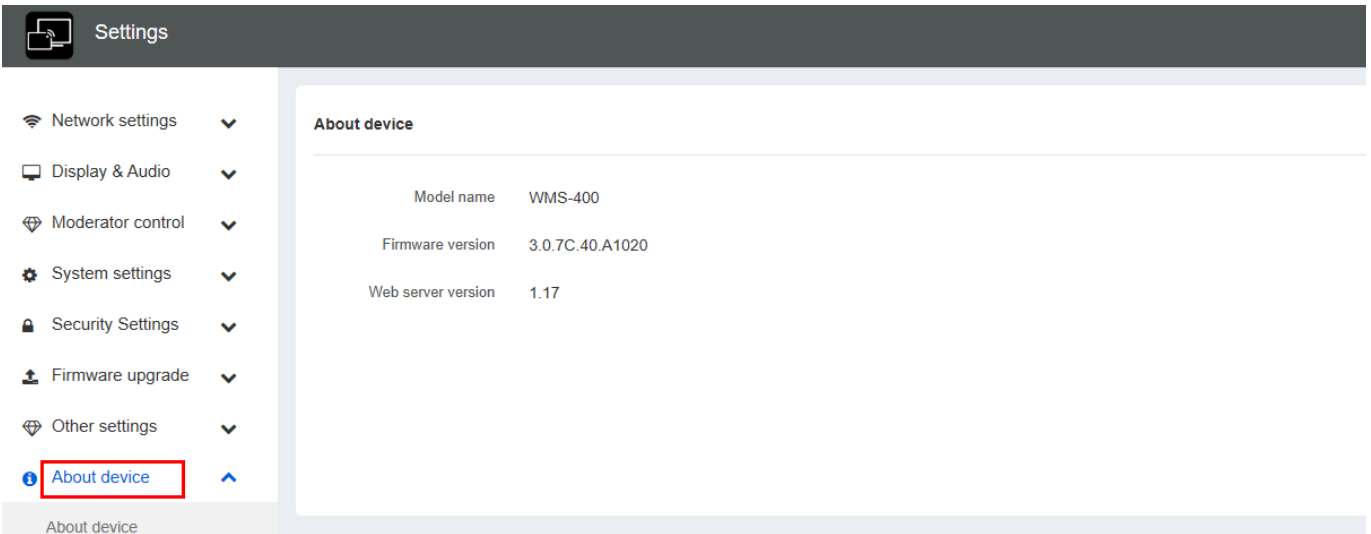 Settings
Network settings
Display & Audio
Moderator control
System settings
Security Settings
Firmware upgrade
Other settings
About device
About device
About device
Model name WMS-400
Firmware version 3.0.7C.40.A1020
Web server version 1.17